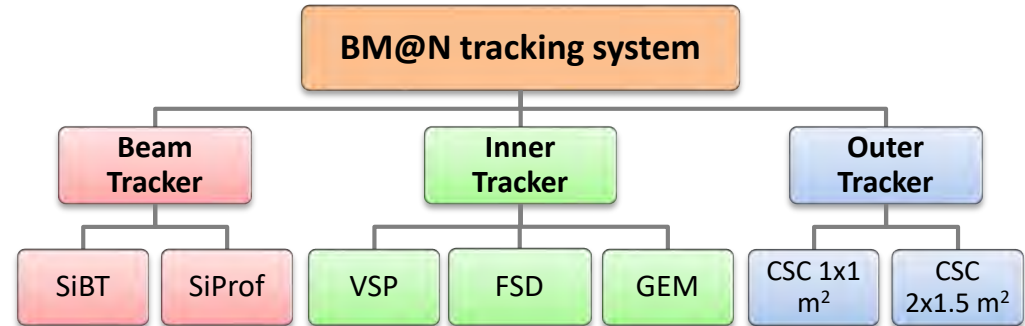 BM@N tracking system
Beam
Tracker
Inner
Tracker
Outer
Tracker
SiBT
SiProf
VSP
FSD
GEM
CSC 1x1
m²
CSC
2x1.5 m²